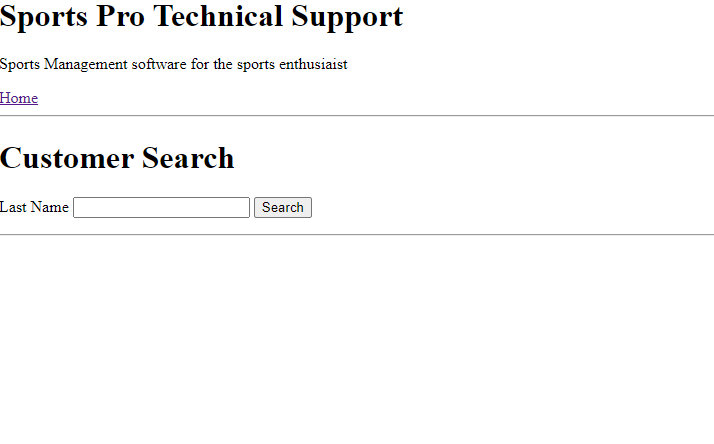 Sports Pro Technical Support
Sports Management software for the sports enthusiaist
Home
Customer Search
Last Name Search